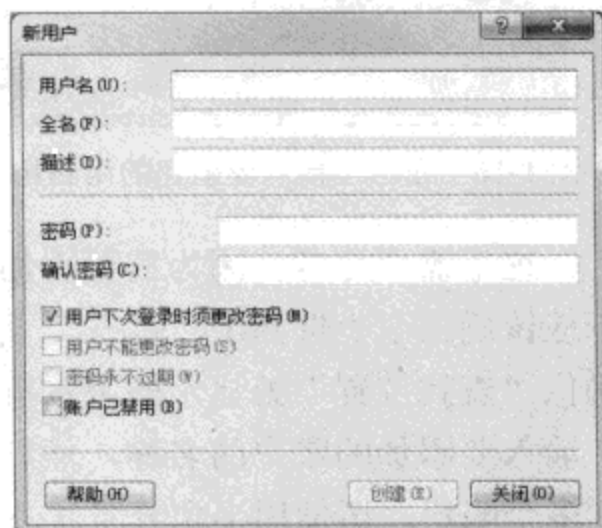 新用户
用户名(U):
全名(F):
描述(D):
密码(P):
确认密码(C):
用户下次登录时须更改密码(M)
用户不能更改密码(S)
密码永不过期(W)
账户已禁用(B)
帮助(H) 创建(E) 关闭(O)